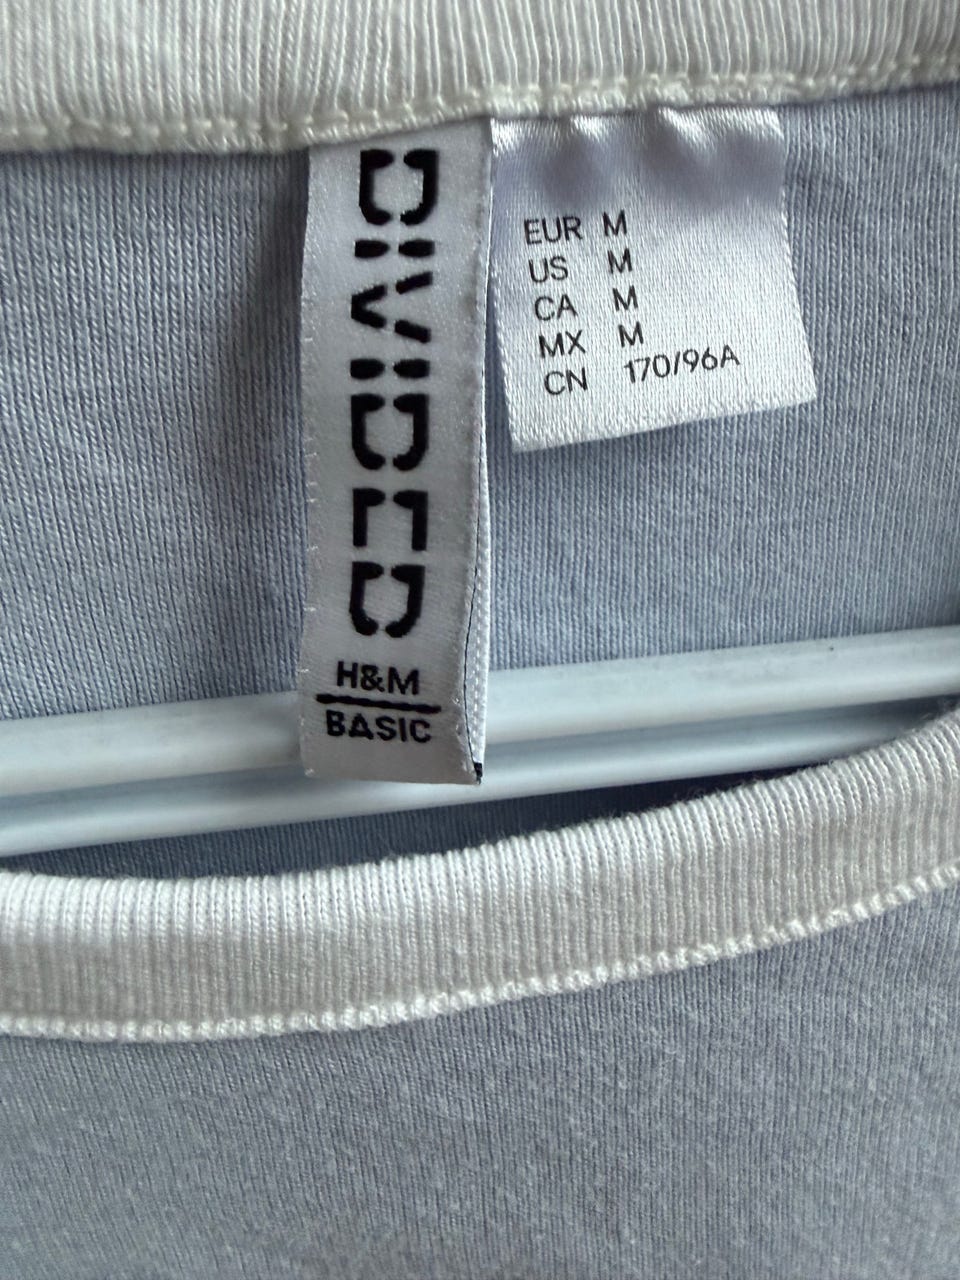 DIVIDED
H&M
BASIC
EUR M
US M
CA M
MX M
CN 170/96A